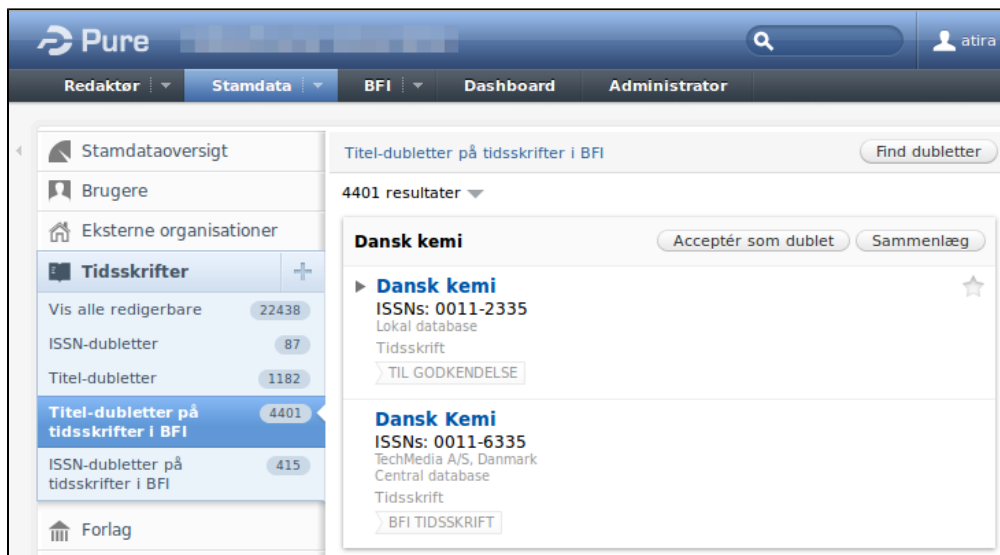 Pure
atira
Redaktør Stamdata BFI Dashboard Administrator
Stamdataoversigt
Brugere
Eksterne organisationer
Tidsskrifter
Vis alle redigerbare 22438
ISSN-dubletter 87
Titel-dubletter 1182
Titel-dubletter på 4401
tidsskrifter i BFI
ISSN-dubletter på 415
tidsskrifter i BFI
Forlag
Titel-dubletter på tidsskrifter i BFI Find dubletter
4401 resultater
Dansk kemi Acceptér som dublet Sammenlæg
Dansk kemi
ISSNs: 0011-2335
Lokal database
Tidsskrift
TIL GODKENDELSE
Dansk Kemi
ISSNs: 0011-6335
TechMedia A/S, Danmark
Central database
Tidsskrift
BFI TIDSSKRIFT